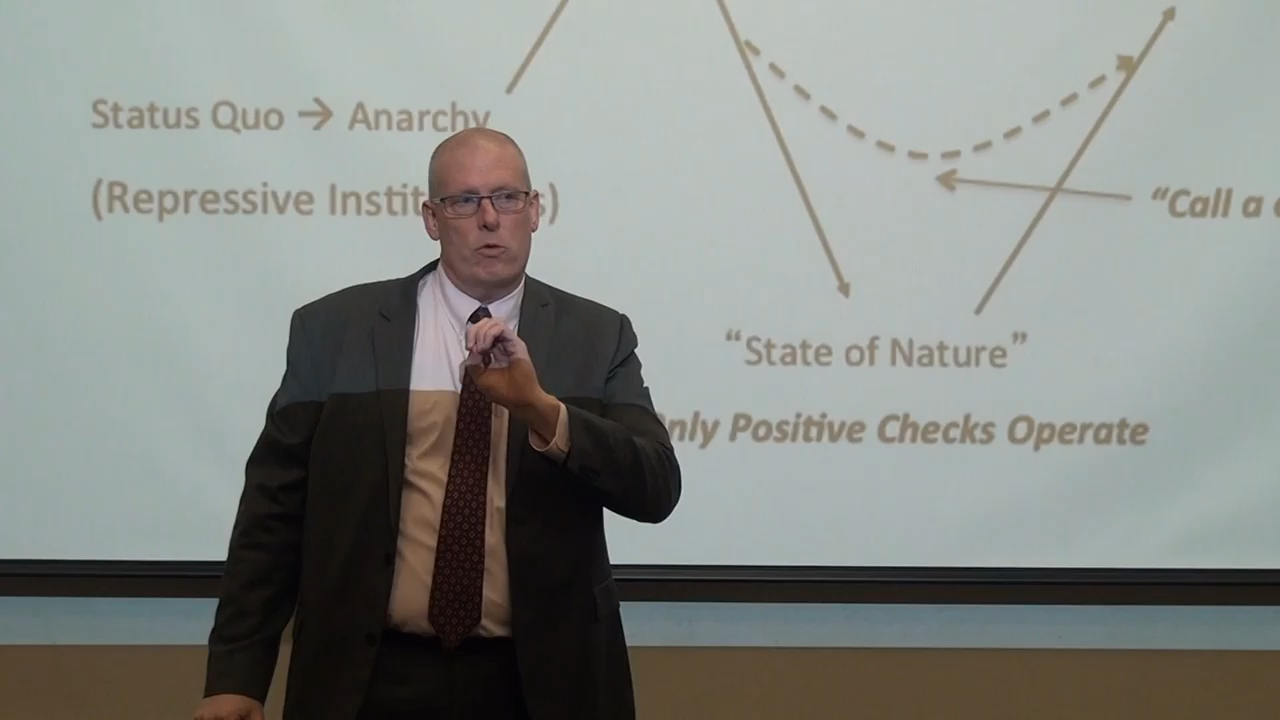 Status Quo → Anarchy
(Repressive Instit s)
"Call a
"State of Nature"
nly Positive Checks Operate